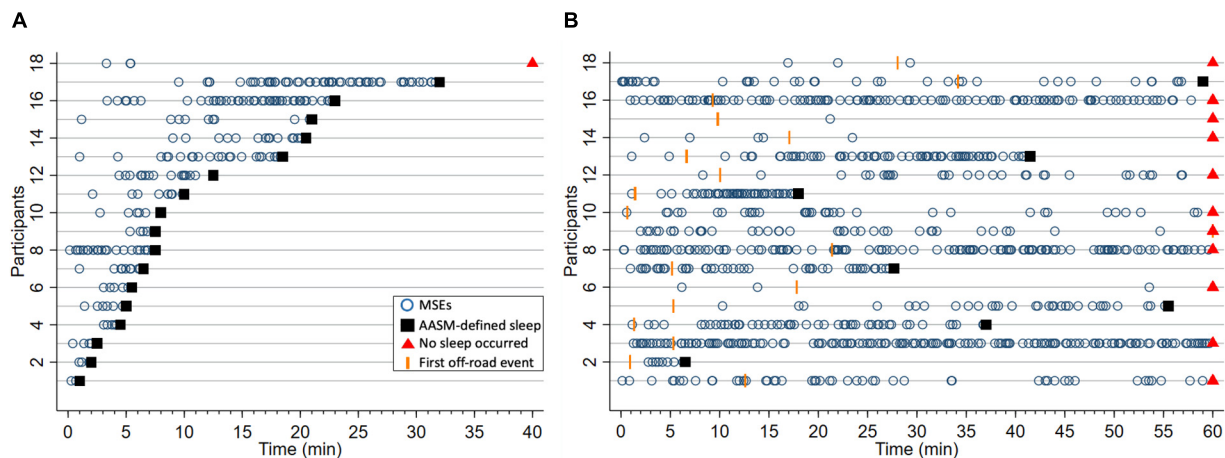 A
B
18
16
14
12
10
8
6
4
2
Participants
0 5 10 15 20 25 30 35 40
Time (min)
MSEs
AASM-defined sleep
No sleep occurred
First off-road event
18
16
14
12
10
8
6
4
2
Participants
0 5 10 15 20 25 30 35 40 45 50 55 60
Time (min)